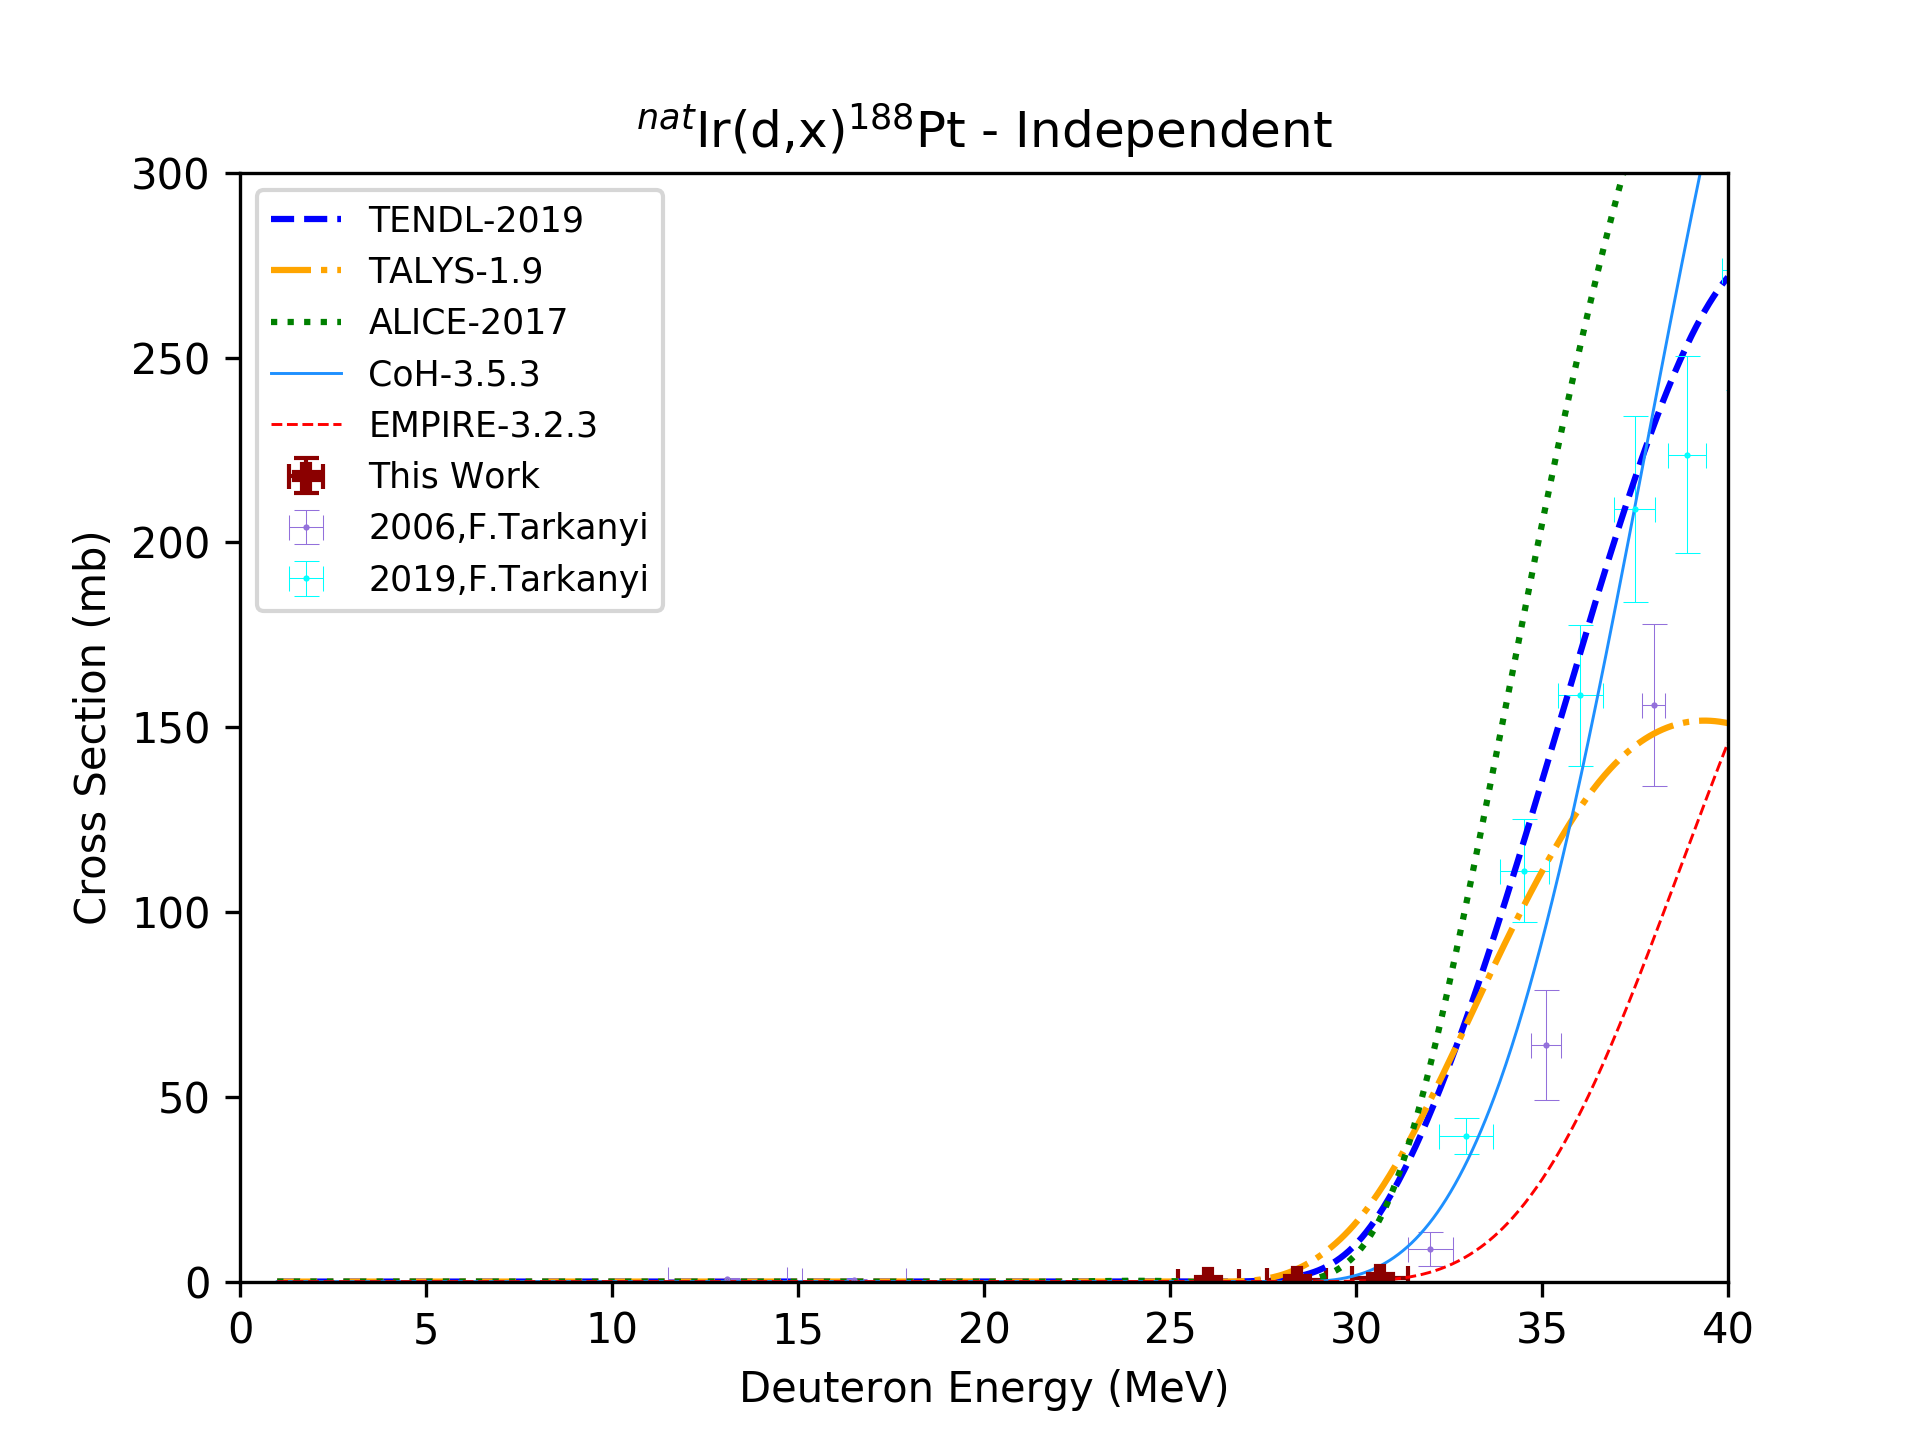 natIr(d,x)188Pt - Independent
300
250
200
150
100
50
0
Cross Section (mb)
TENDL-2019
TALYS-1.9
ALICE-2017
CoH-3.5.3
EMPIRE-3.2.3
This Work
2006,F.Tarkanyi
2019,F.Tarkanyi
0 5 10 15 20 25 30 35 40
Deuteron Energy (MeV)